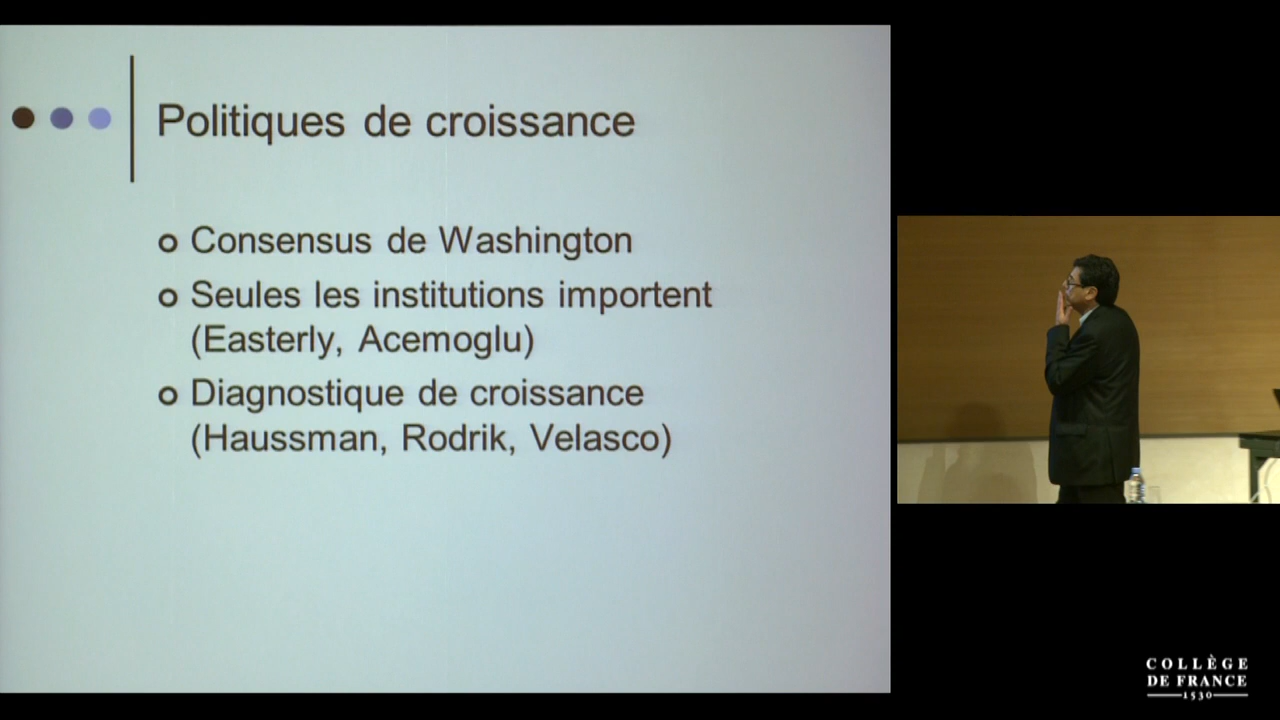 Politiques de croissance
Consensus de Washington
Seules les institutions importent
(Easterly, Acemoglu)
Diagnostique de croissance
(Haussman, Rodrik, Velasco)
COLLÈGE
DE FRANCE
1530